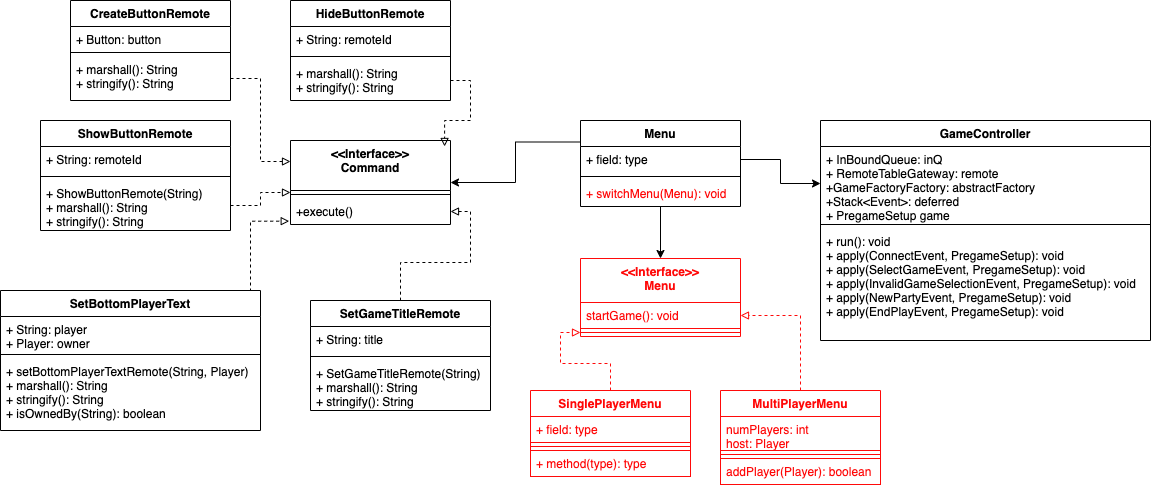 CreateButtonRemote
+ Button: button
+ marshall(): String
+ stringify(): String
HideButtonRemote
+ String: remoteId
+ marshall(): String
+ stringify(): String
ShowButtonRemote
+ String: remoteId
+ ShowButtonRemote(String)
+ marshall(): String
+ stringify(): String
<<Interface>>
Command
+execute()
Menu
+ field: type
+ switchMenu(Menu): void
GameController
+ InBoundQueue: inQ
+ RemoteTableGateway: remote
+GameFactoryFactory: abstractFactory
+Stack<Event>: deferred
+ PregameSetup game
+ run(): void
+ apply(ConnectEvent, PregameSetup): void
+ apply(SelectGameEvent, PregameSetup): void
+ apply(InvalidGameSelectionEvent, PregameSetup): void
+ apply(NewPartyEvent, PregameSetup): void
+ apply(EndPlayEvent, PregameSetup): void
<<Interface>>
Menu
startGame(): void
SetBottomPlayerText
+ String: player
+ Player: owner
+ setBottomPlayerTextRemote(String, Player)
+ marshall(): String
+ stringify(): String
+ isOwnedBy(String): boolean
SetGameTitleRemote
+ String: title
+ SetGameTitleRemote(String)
+ marshall(): String
+ stringify(): String
SinglePlayerMenu
+ field: type
+ method(type): type
MultiPlayerMenu
numPlayers: int
host: Player
addPlayer(Player): boolean